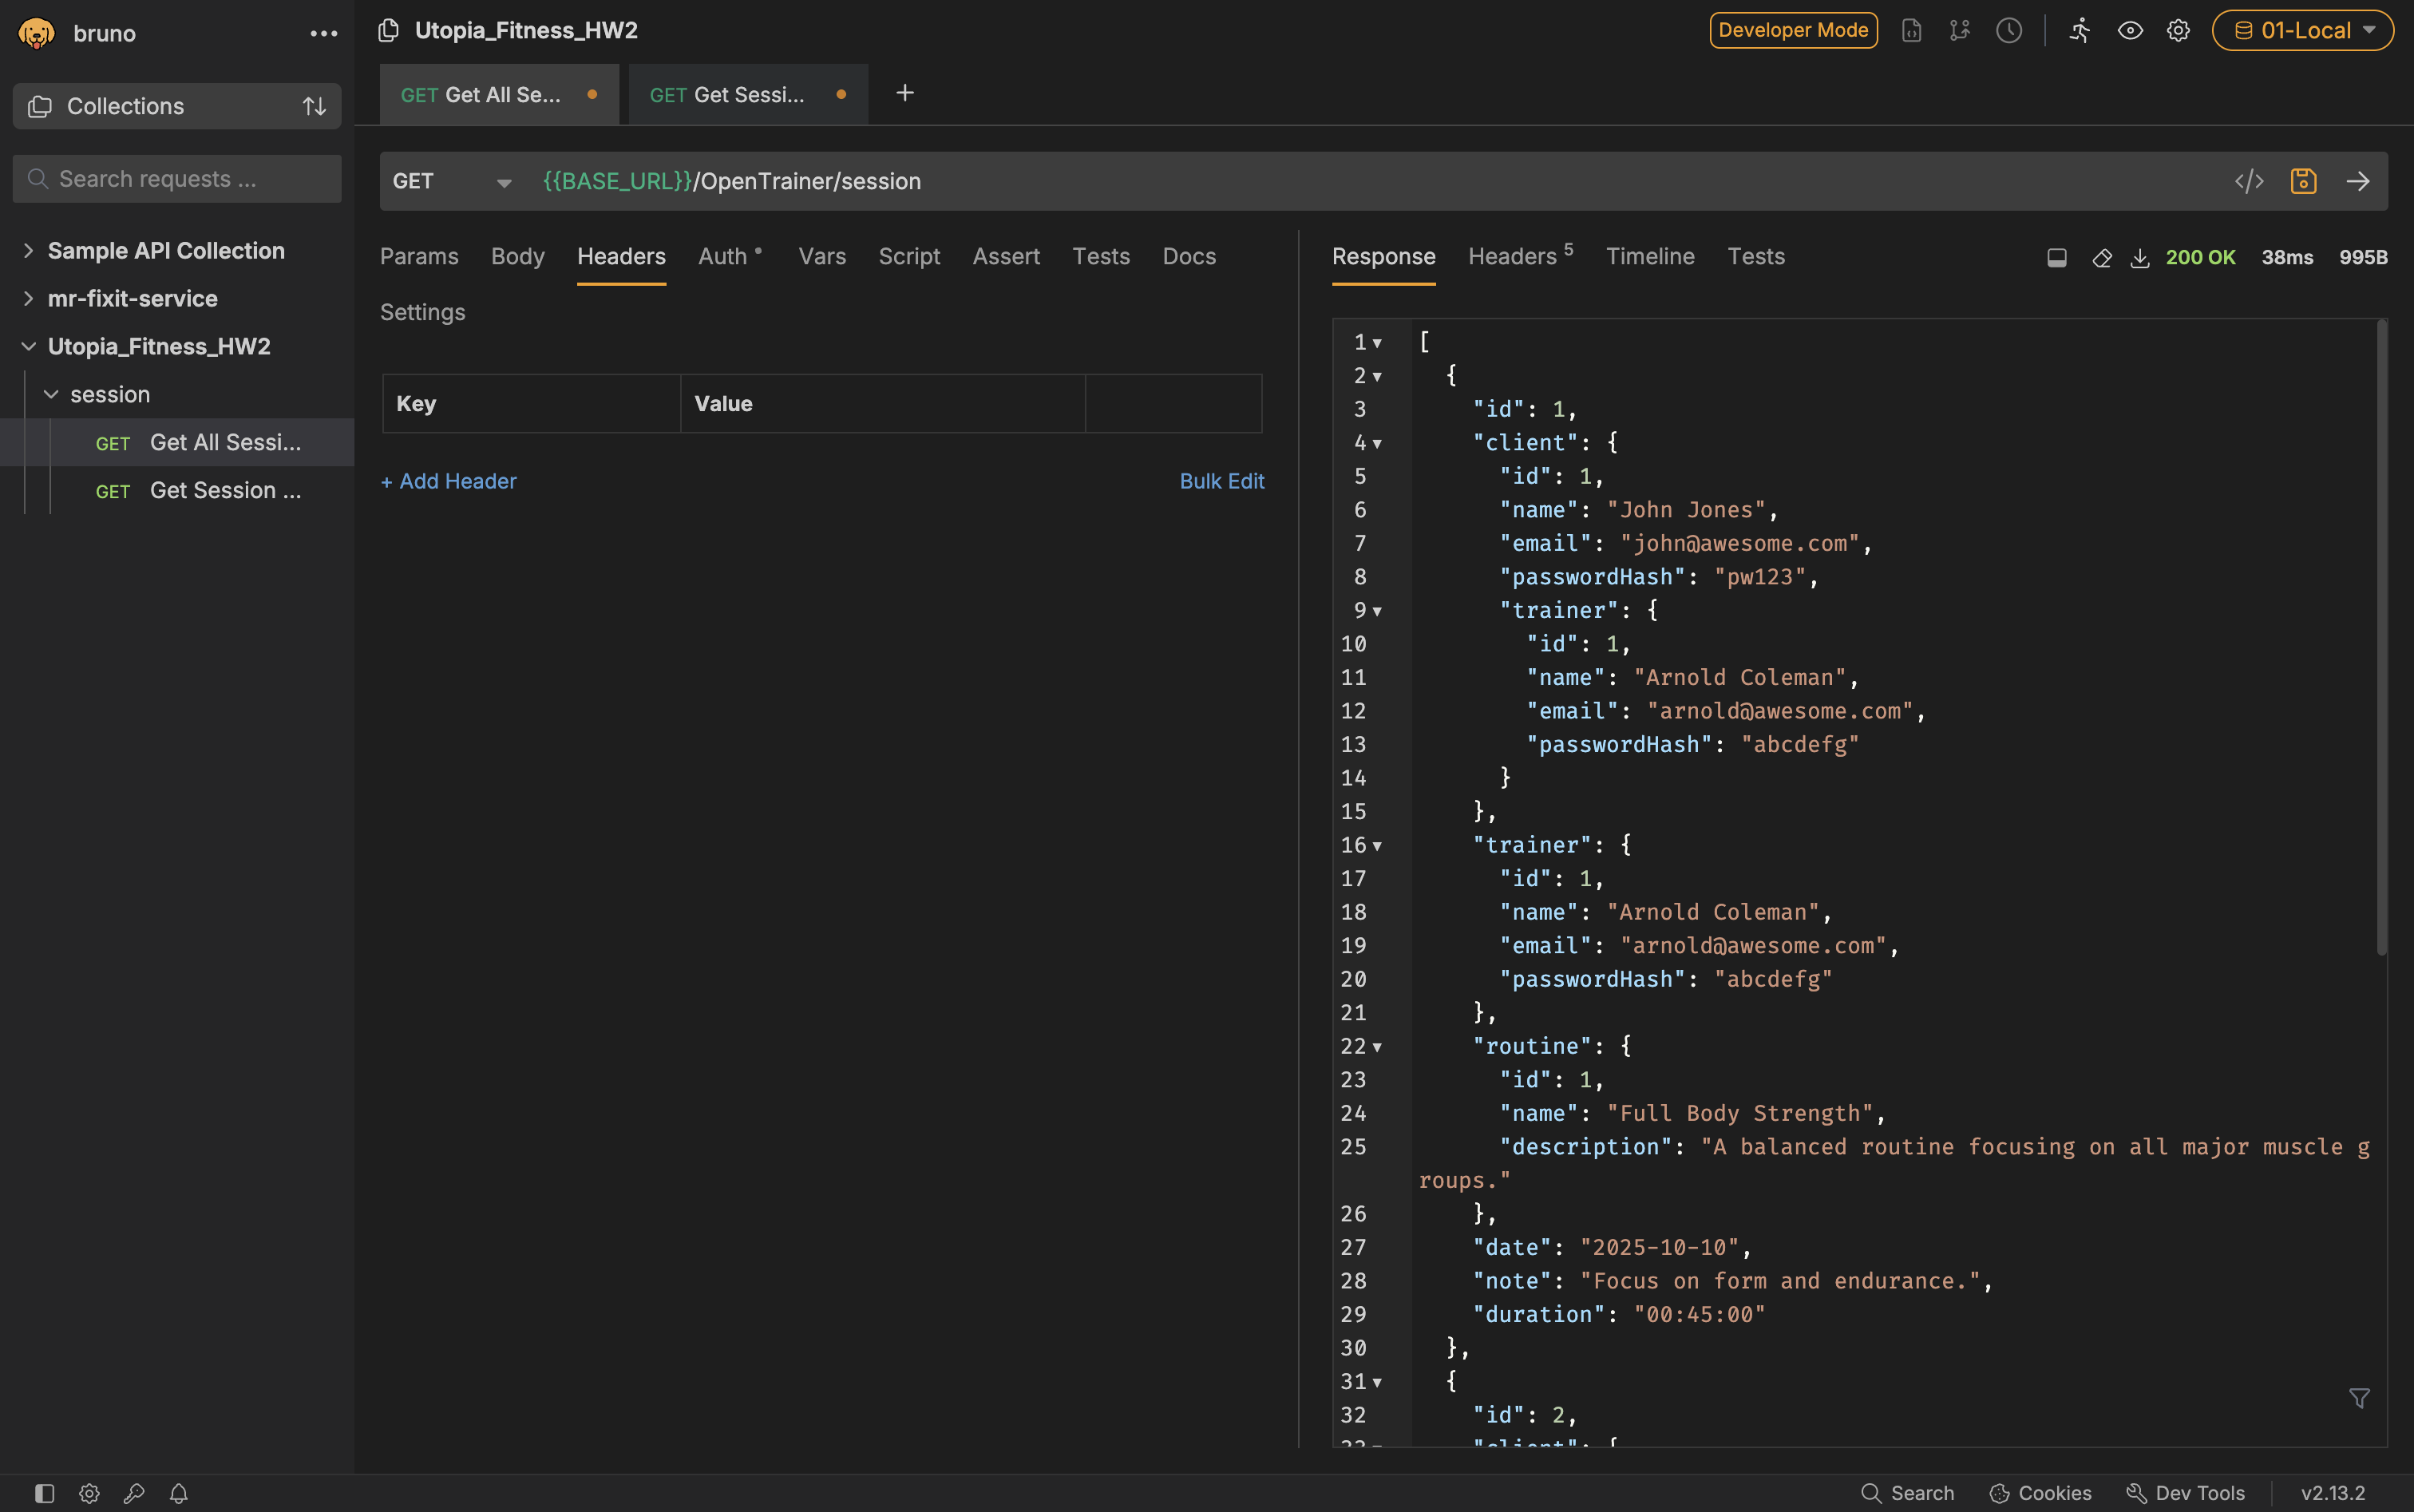 bruno
Collections
Search requests ...
Sample API Collection
mr-fixit-service
Utopia_Fitness_HW2
session
GET Get All Sessi...
GET Get Session ...
Utopia_Fitness_HW2
Developer Mode
01-Local
GET Get All Se...
GET Get Sessi...
+
GET {{BASE_URL}}/OpenTrainer/session
Params Body Headers Auth Vars Script Assert Tests Docs
Settings
Key Value
+ Add Header Bulk Edit
Response Headers 5 Timeline Tests 200 OK 38ms 995B
1 [
2 {
3 "id": 1,
4 "client": {
5 "id": 1,
6 "name": "John Jones",
7 "email": "john@awesome.com",
8 "passwordHash": "pw123",
9 "trainer": {
10 "id": 1,
11 "name": "Arnold Coleman",
12 "email": "arnold@awesome.com",
13 "passwordHash": "abcdefg"
14 }
15 },
16 "trainer": {
17 "id": 1,
18 "name": "Arnold Coleman",
19 "email": "arnold@awesome.com",
20 "passwordHash": "abcdefg"
21 },
22 "routine": {
23 "id": 1,
24 "name": "Full Body Strength",
25 "description": "A balanced routine focusing on all major muscle g
roups."
26 },
27 "date": "2025-10-10",
28 "note": "Focus on form and endurance.",
29 "duration": "00:45:00"
30 },
31 {
32 "id": 2,
33 "client": {
Search Cookies Dev Tools v2.13.2